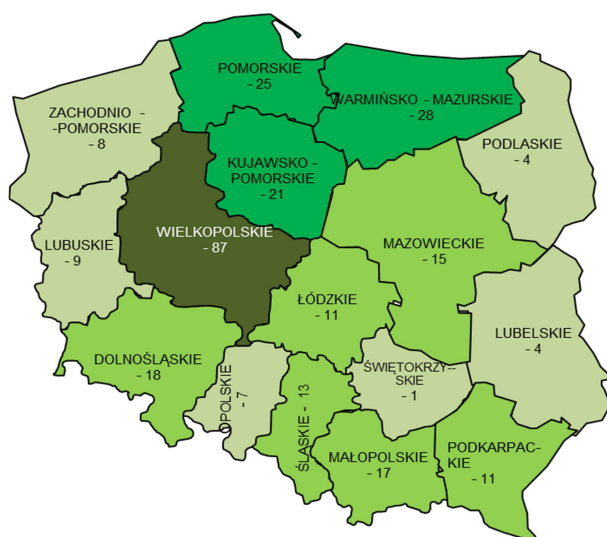 POMORSKIE
- 25
WARMIŃSKO - MAZURSKIE
- 28
ZACHODNIO -
-POMORSKIE
- 8
PODLASKIE
- 4
KUJAWSKO -
POMORSKIE
- 21
WIELKOPOLSKIE
- 87
MAZOWIECKIE
- 15
LUBUSKIE
- 9
ŁÓDZKIE
- 11
LUBELSKIE
- 4
DOLNOŚLĄSKIE
- 18
ŚWIĘTOKRZY--
SKIE
- 1
OPOLSKIE
- 7
ŚLĄSKIE - 13
MAŁOPOLSKIE
- 17
PODKARPAC-
KIE
- 11